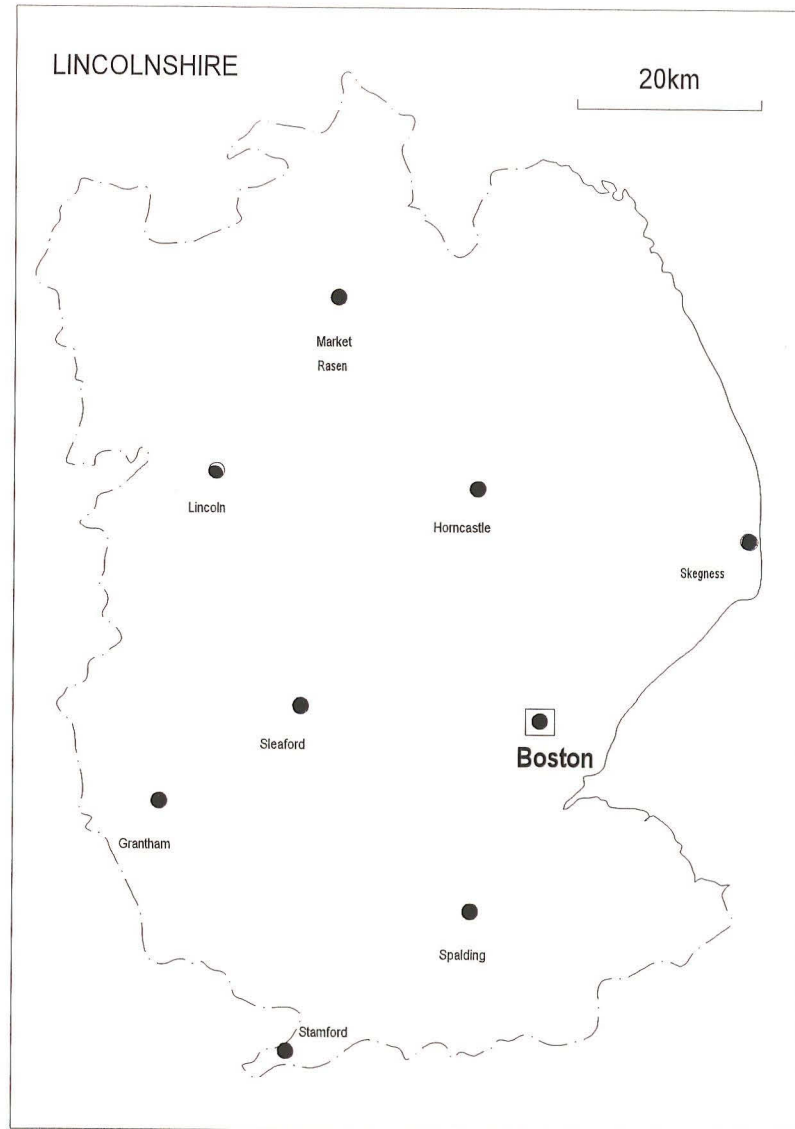 LINCOLNSHIRE
20km
Market
Rasen
Lincoln
Horncastle
Skegness
Sleaford
Boston
Grantham
Spalding
Stamford